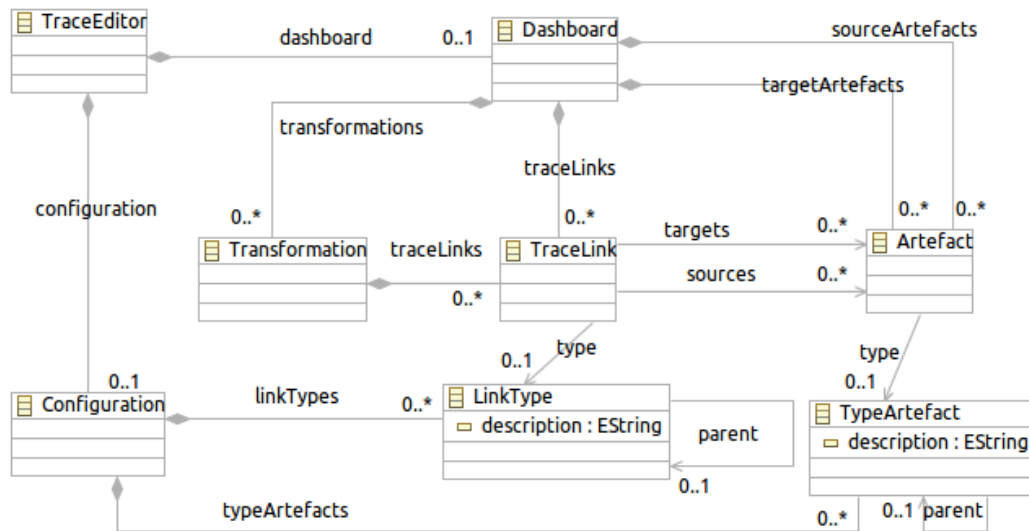 TraceEditor
Dashboard
sourceArtefacts
dashboard
0..1
targetArtefacts
transformations
traceLinks
configuration
0..*
0..*
0..*
0..*
Transformation
traceLinks
TraceLink
targets
0..*
Artefact
sources
0..*
0..*
type
0..1
type
0..1
0..1
Configuration
linkTypes
0..*
LinkType
description : EString
parent
0..1
TypeArtefact
description : EString
typeArtefacts
0..*
0..1
parent